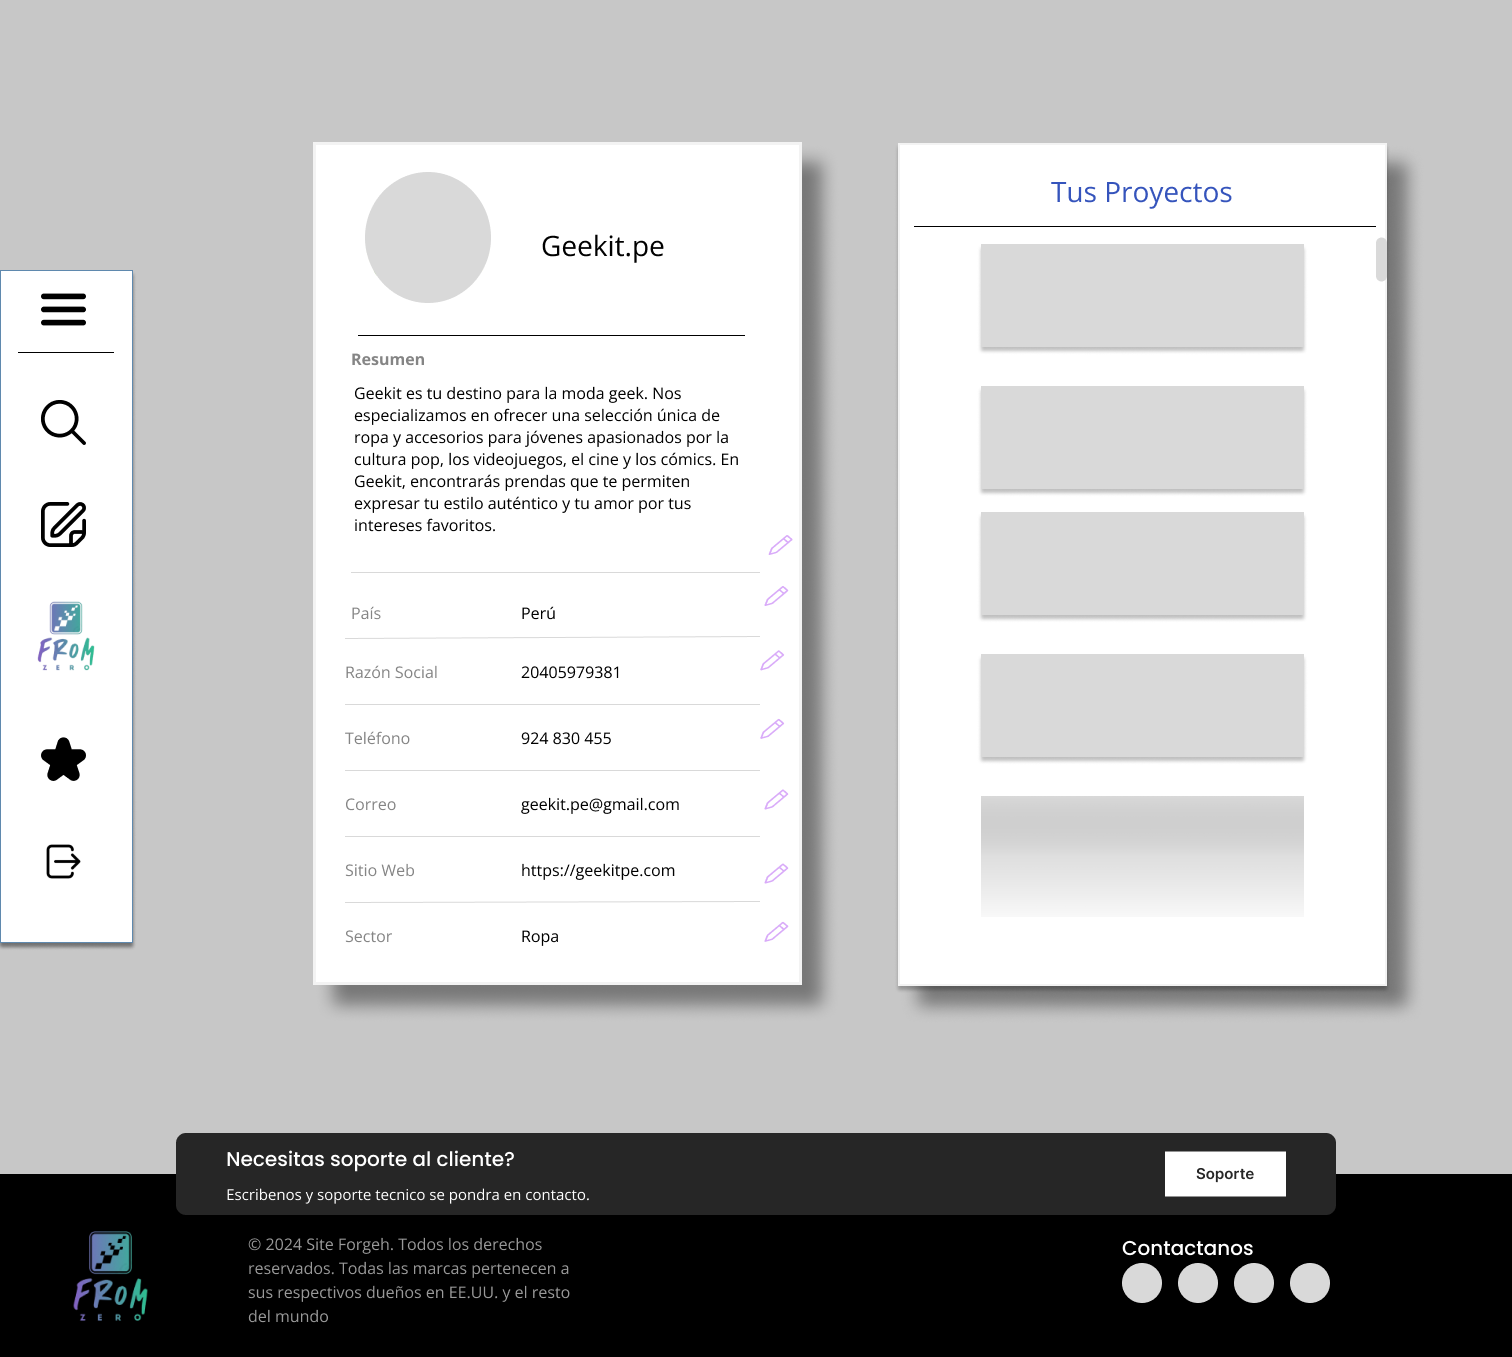 Geekit.pe
Resumen
Geekit es tu destino para la moda geek. Nos
especializamos en ofrecer una selección única de
ropa y accesorios para jóvenes apasionados por la
cultura pop, los videojuegos, el cine y los cómics. En
Geekit, encontrarás prendas que te permiten
expresar tu estilo auténtico y tu amor por tus
intereses favoritos.
País Perú
Razón Social 20405979381
Teléfono 924 830 455
Correo geekit.pe@gmail.com
Sitio Web https://geekitpe.com
Sector Ropa
Tus Proyectos
FROM
ZERO
Necesitas soporte al cliente?
Escribenos y soporte tecnico se pondra en contacto.
Soporte
FROM
ZERO
© 2024 Site Forgeh. Todos los derechos
reservados. Todas las marcas pertenecen a
sus respectivos dueños en EE.UU. y el resto
del mundo
Contactanos